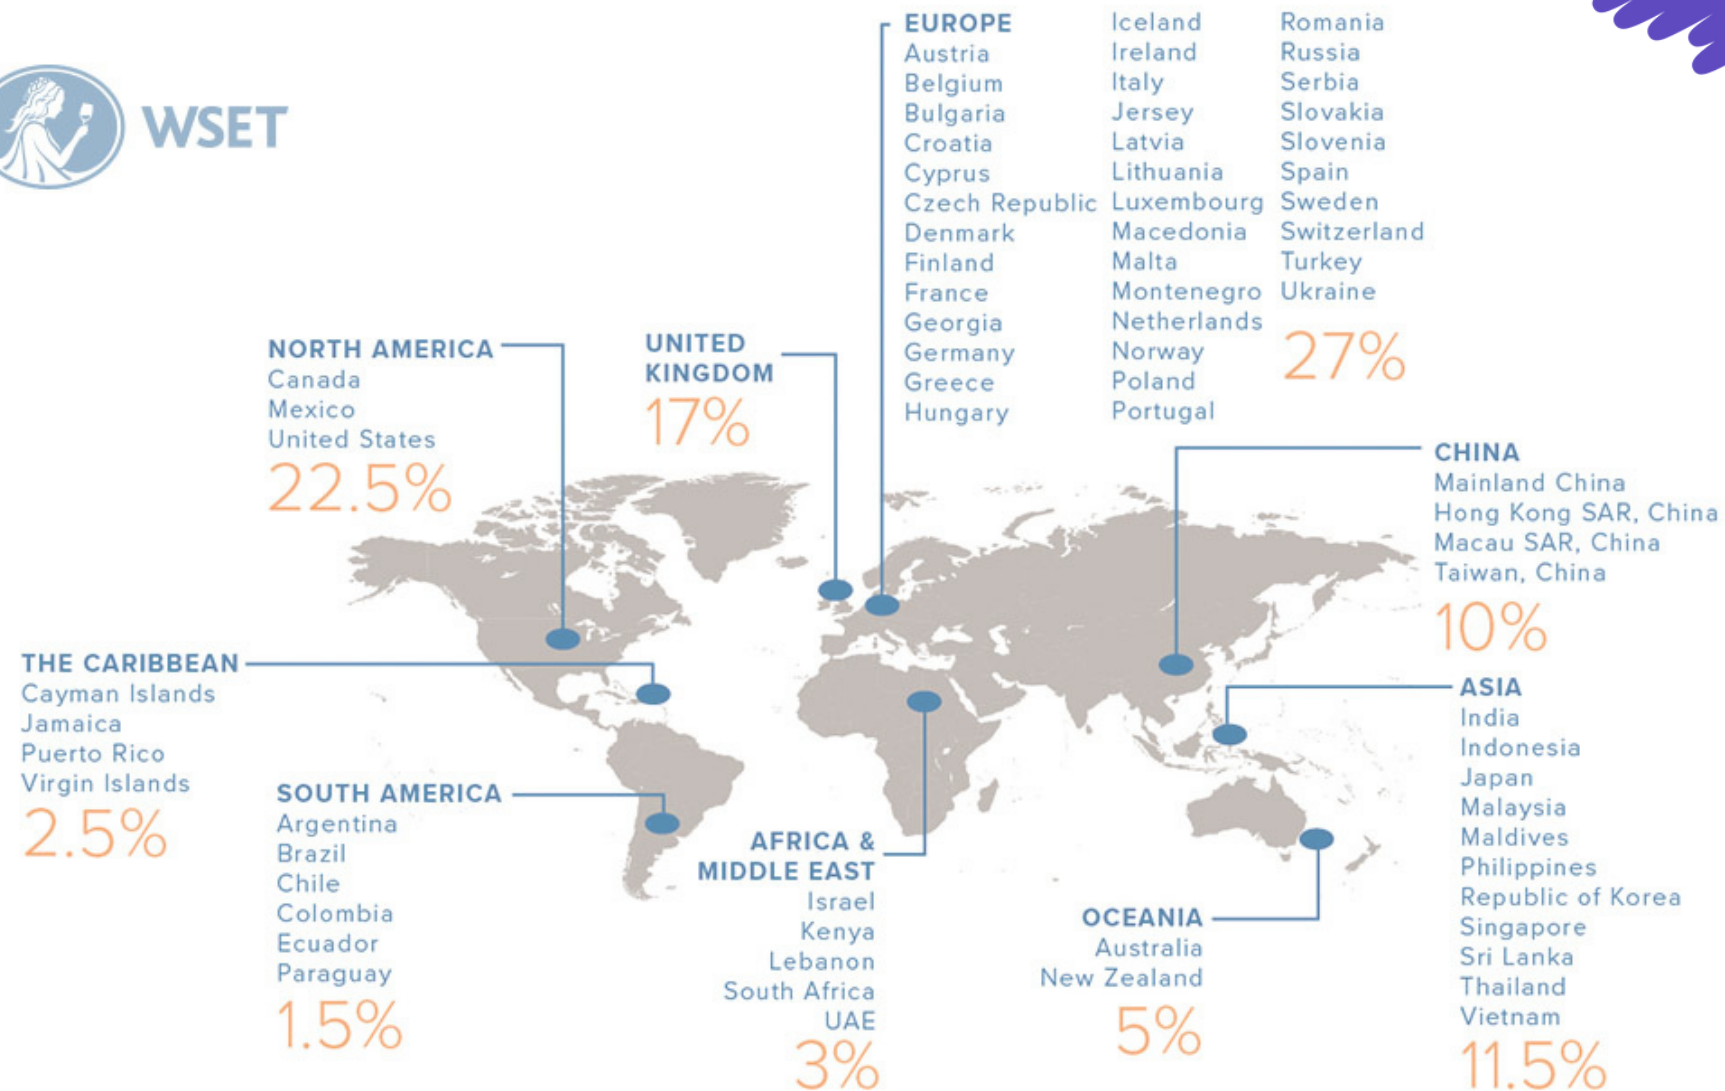 WSET
EUROPE
Austria
Belgium
Bulgaria
Croatia
Cyprus
Czech Republic
Denmark
Finland
France
Georgia
Germany
Greece
Hungary
Iceland
Ireland
Italy
Jersey
Latvia
Lithuania
Luxembourg
Macedonia
Malta
Montenegro
Netherlands
Norway
Poland
Portugal
Romania
Russia
Serbia
Slovakia
Slovenia
Spain
Sweden
Switzerland
Turkey
Ukraine
27%
NORTH AMERICA
Canada
Mexico
United States
22.5%
UNITED
KINGDOM
17%
CHINA
Mainland China
Hong Kong SAR, China
Macau SAR, China
Taiwan, China
10%
THE CARIBBEAN
Cayman Islands
Jamaica
Puerto Rico
Virgin Islands
2.5%
SOUTH AMERICA
Argentina
Brazil
Chile
Colombia
Ecuador
Paraguay
1.5%
AFRICA &
MIDDLE EAST
Israel
Kenya
Lebanon
South Africa
UAE
3%
OCEANIA
Australia
New Zealand
5%
ASIA
India
Indonesia
Japan
Malaysia
Maldives
Philippines
Republic of Korea
Singapore
Sri Lanka
Thailand
Vietnam
11.5%